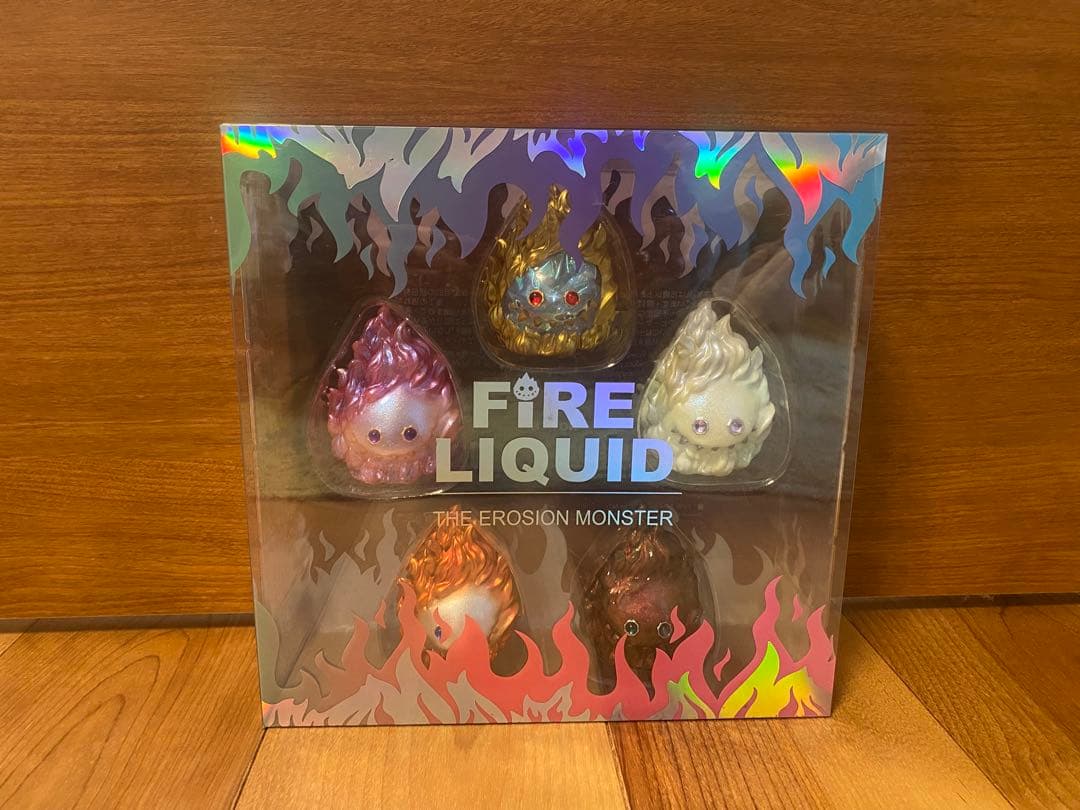 FiRE
LIQUID
THE EROSION MONSTER